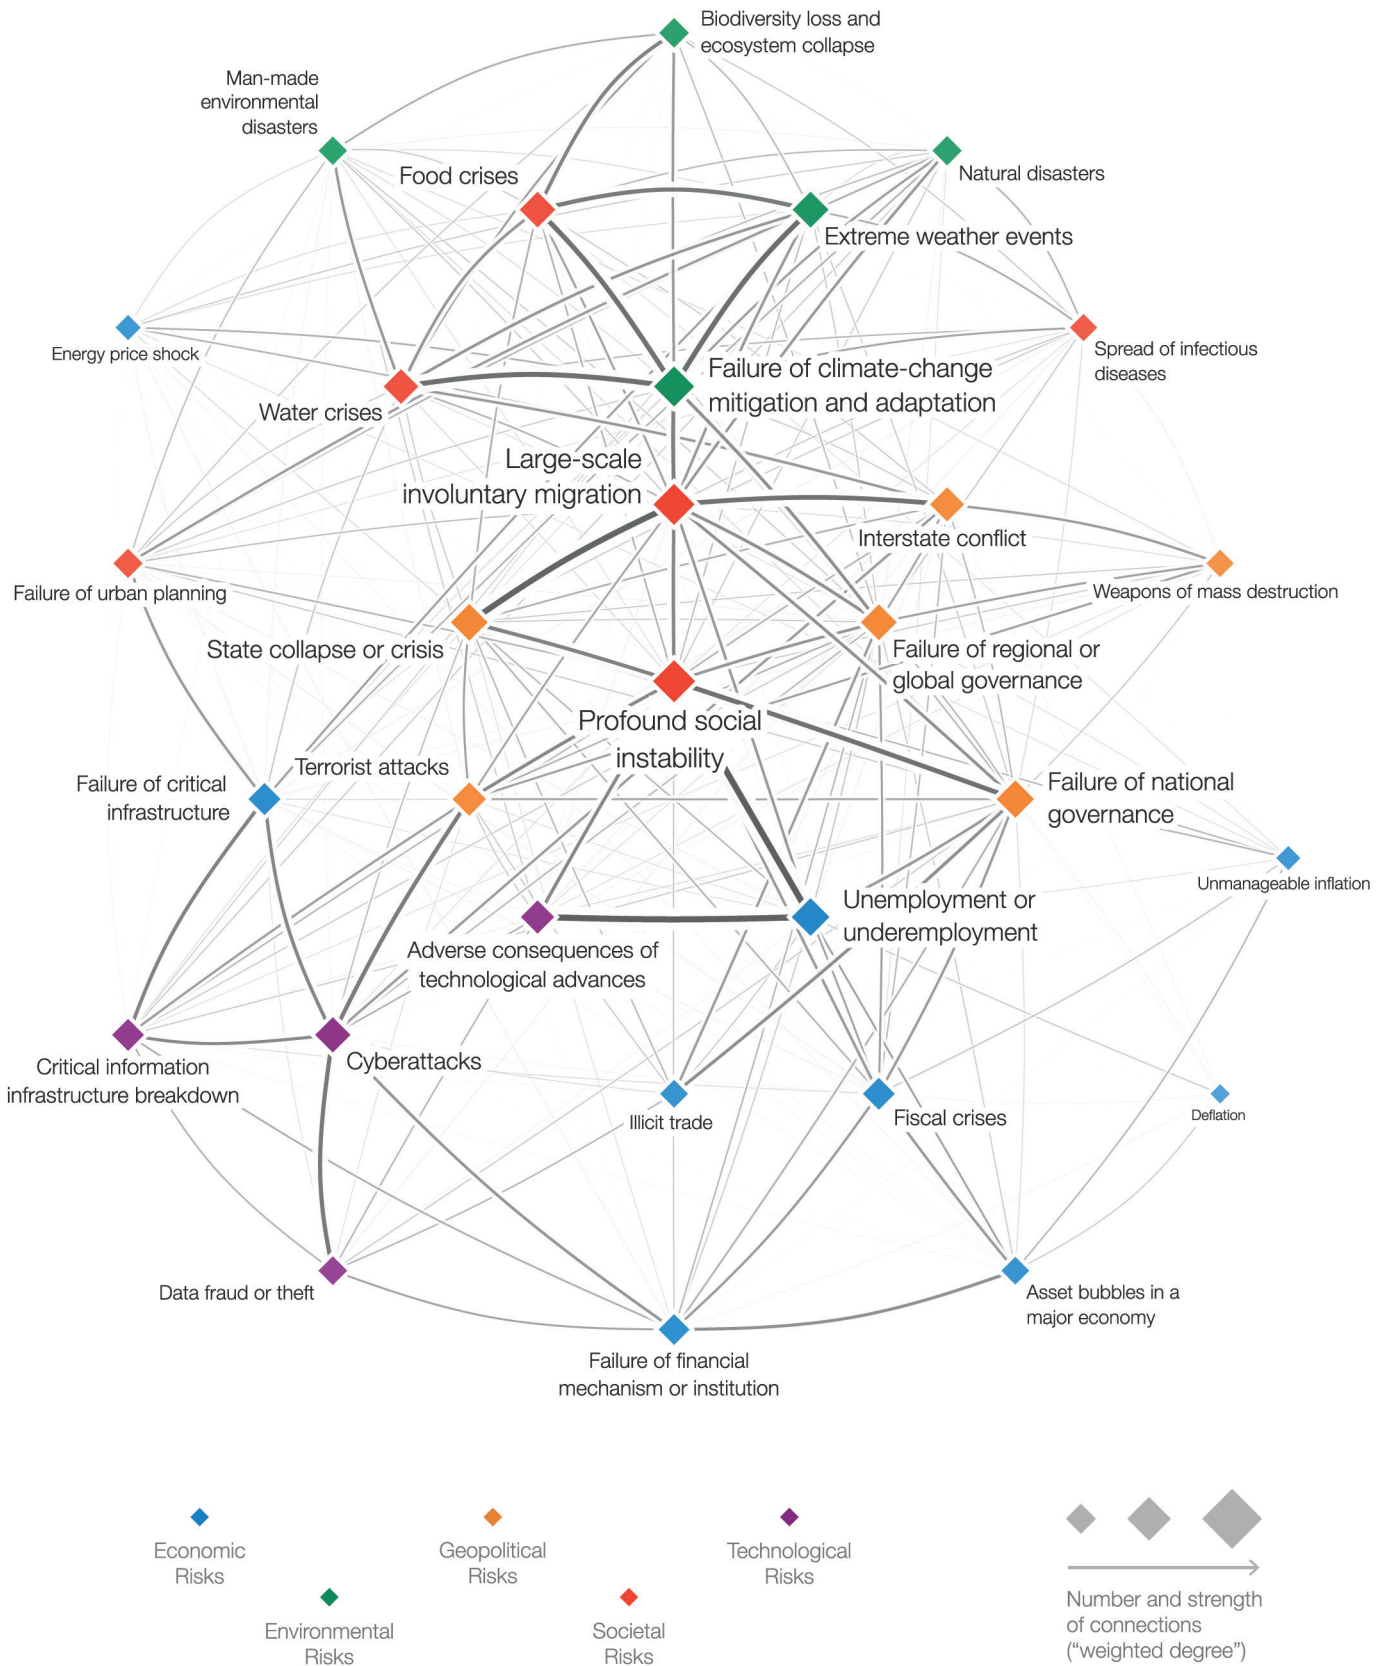 Biodiversity loss and
ecosystem collapse
Man-made
environmental
disasters
Food crises
Natural disasters
Extreme weather events
Energy price shock
Spread of infectious
diseases
Failure of climate-change
mitigation and adaptation
Water crises
Large-scale
involuntary migration
Interstate conflict
Failure of urban planning
Weapons of mass destruction
State collapse or crisis
Failure of regional or
global governance
Profound social
instability
Terrorist attacks
Failure of critical
infrastructure
Failure of national
governance
Unmanageable inflation
Unemployment or
underemployment
Adverse consequences of
technological advances
Critical information
infrastructure breakdown
Cyberattacks
Illicit trade
Fiscal crises
Deflation
Data fraud or theft
Asset bubbles in a
major economy
Failure of financial
mechanism or institution
Economic
Risks
Geopolitical
Risks
Technological
Risks
Environmental
Risks
Societal
Risks
Number and strength
of connections
(“weighted degree”)